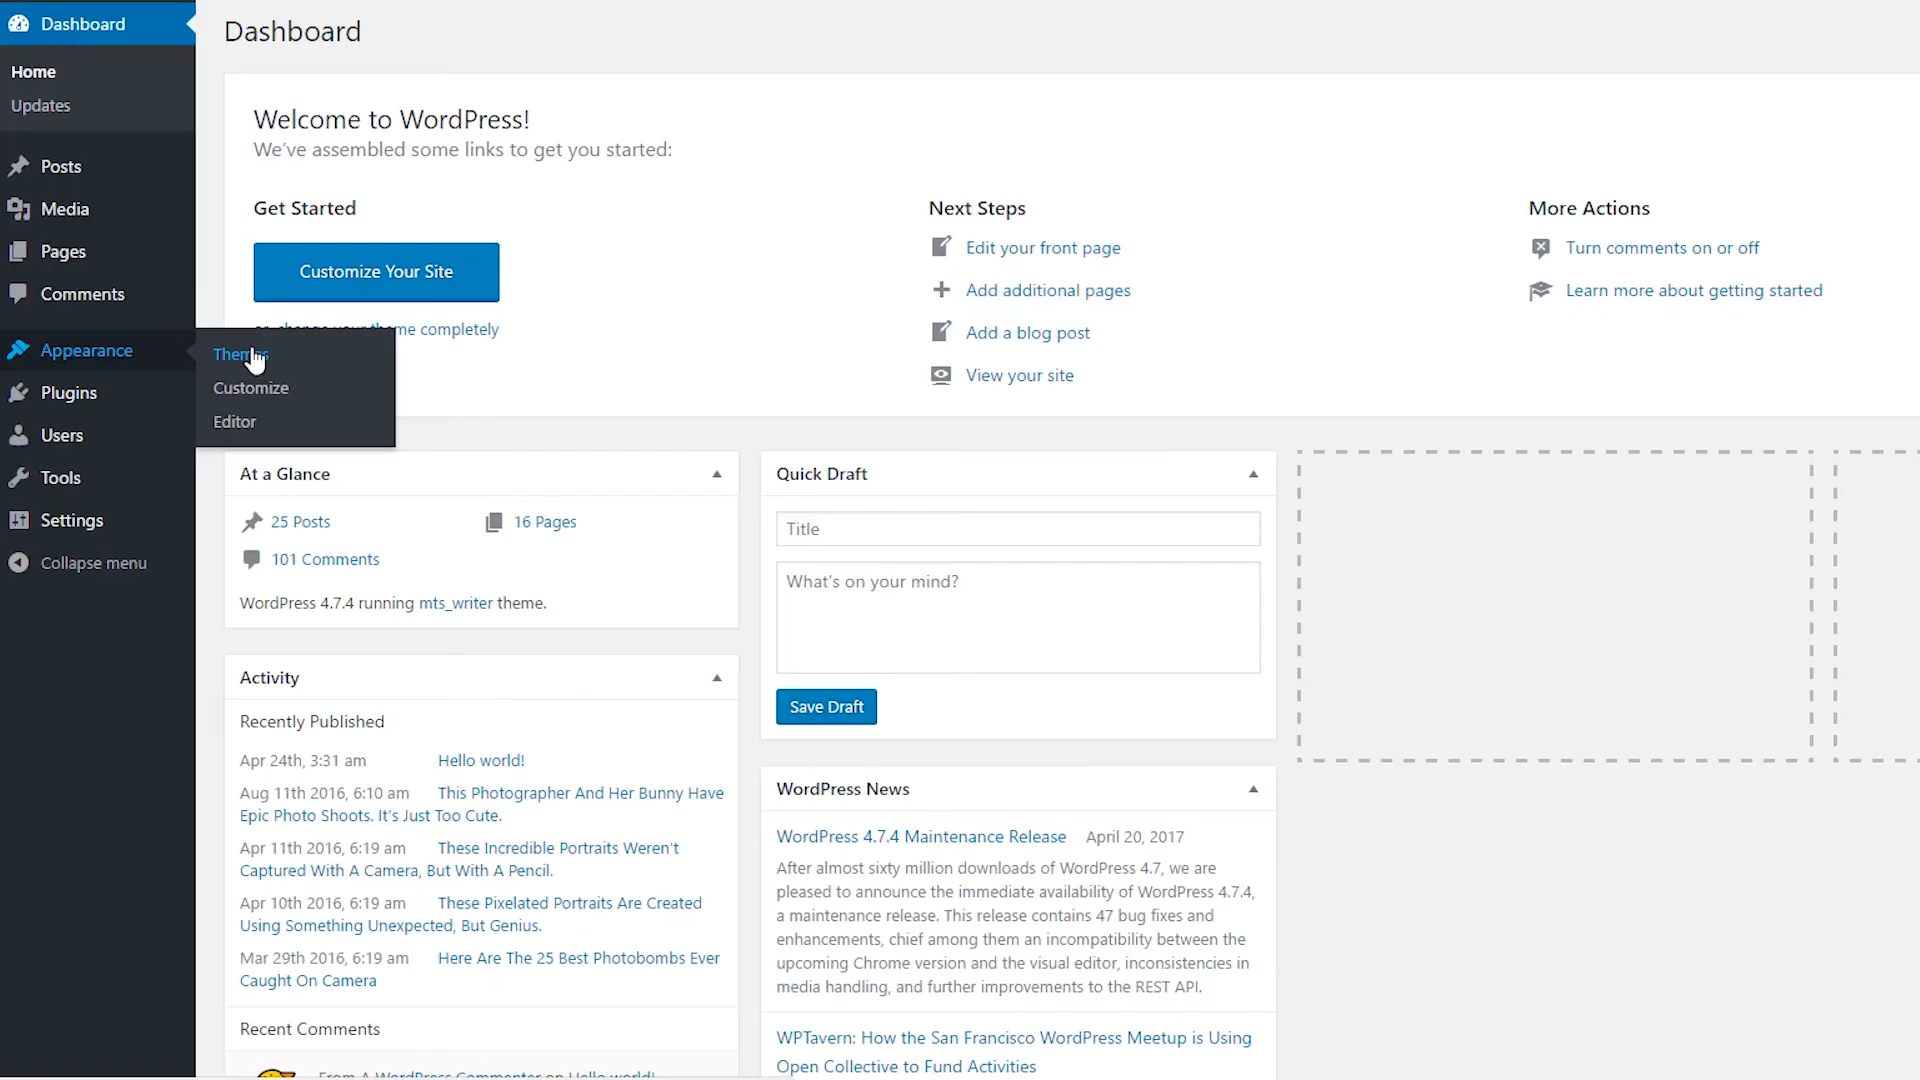 Dashboard
Home
Updates
Posts
Media
Pages
Comments
Appearance
Plugins
Users
Tools
Settings
Collapse menu
Themes
Customize
Editor
Dashboard
Welcome to WordPress!
We've assembled some links to get you started:
Get Started
Customize Your Site
or, change your theme completely
Next Steps
Edit your front page
Add additional pages
Add a blog post
View your site
More Actions
Turn comments on or off
Learn more about getting started
At a Glance
25 Posts
16 Pages
101 Comments
WordPress 4.7.4 running mts_writer theme.
Activity
Recently Published
Apr 24th, 3:31 am Hello world!
Aug 11th 2016, 6:10 am This Photographer And Her Bunny Have
Epic Photo Shoots. It's Just Too Cute.
Apr 11th 2016, 6:19 am These Incredible Portraits Weren't
Captured With A Camera, But With A Pencil.
Apr 10th 2016, 6:19 am These Pixelated Portraits Are Created
Using Something Unexpected, But Genius.
Mar 29th 2016, 6:19 am Here Are The 25 Best Photobombs Ever
Caught On Camera
Recent Comments
From A WordPress Commenter on Hello world!
Quick Draft
Title
What's on your mind?
Save Draft
WordPress News
WordPress 4.7.4 Maintenance Release April 20, 2017
After almost sixty million downloads of WordPress 4.7, we are
pleased to announce the immediate availability of WordPress 4.7.4,
a maintenance release. This release contains 47 bug fixes and
enhancements, chief among them an incompatibility between the
upcoming Chrome version and the visual editor, inconsistencies in
media handling, and further improvements to the REST API.
WPTavern: How the San Francisco WordPress Meetup is Using
Open Collective to Fund Activities